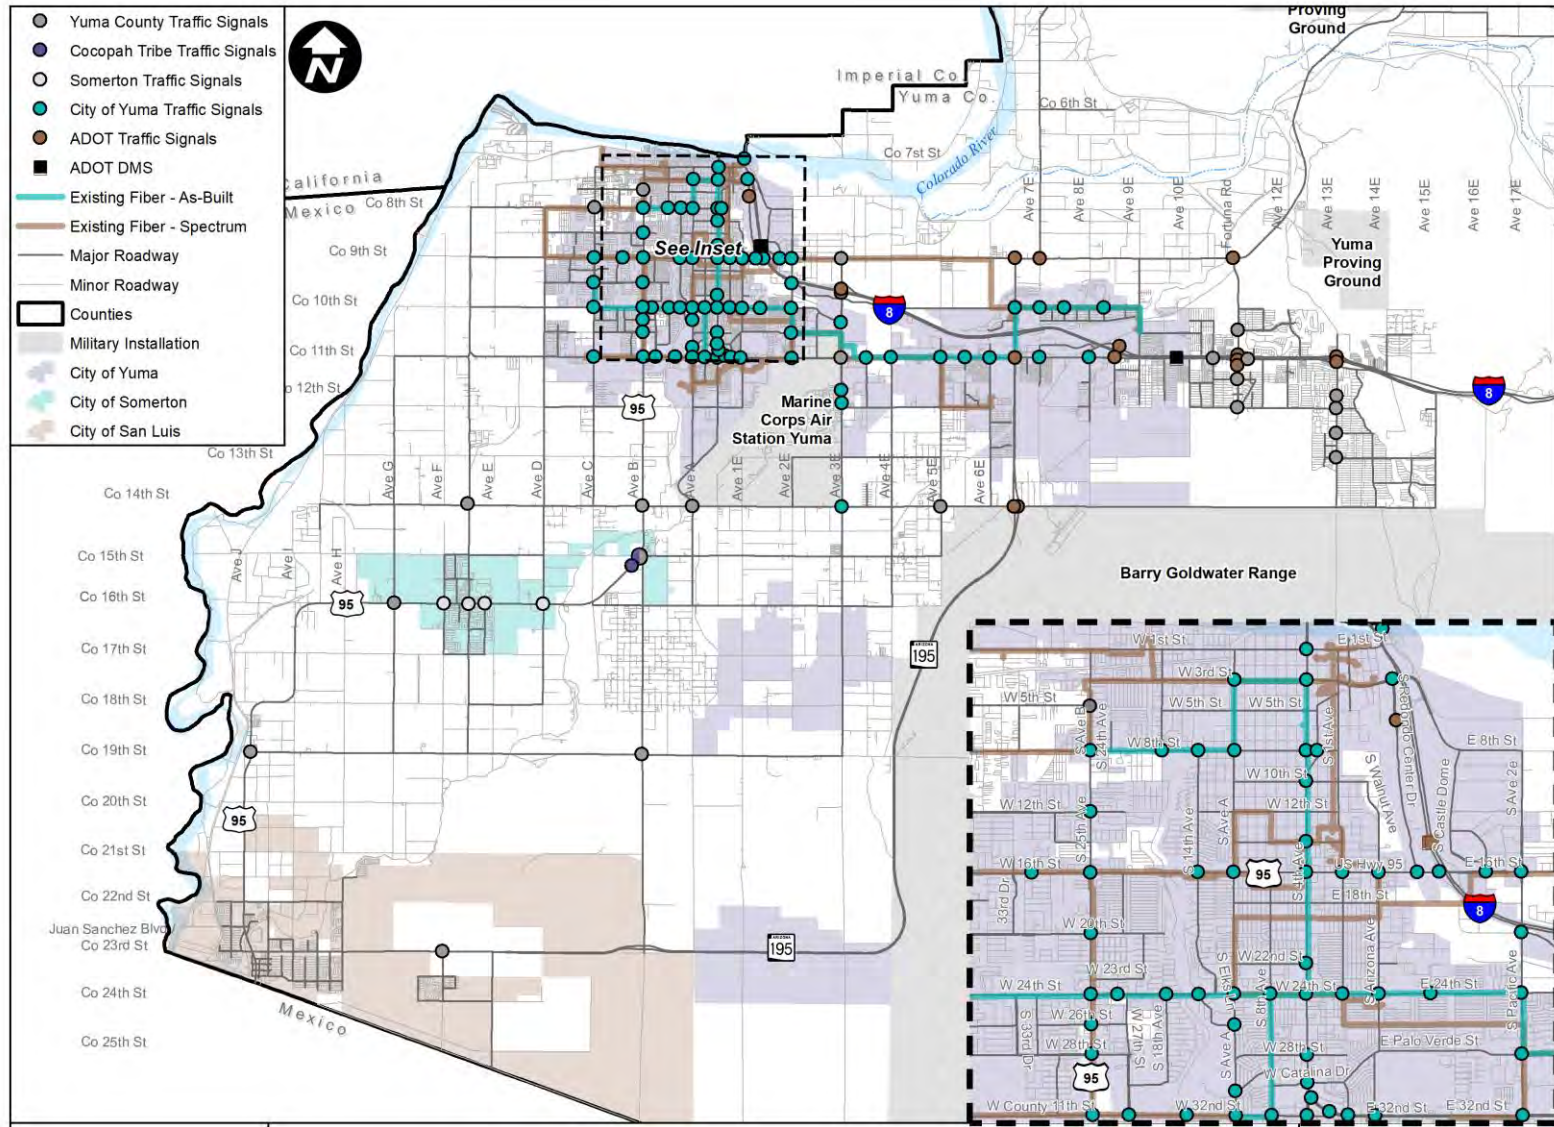 Yuma County Traffic Signals
Cocopah Tribe Traffic Signals
Somerton Traffic Signals
City of Yuma Traffic Signals
ADOT Traffic Signals
ADOT DMS
Existing Fiber - As-Built
Existing Fiber - Spectrum
Major Roadway
Minor Roadway
Counties
Military Installation
City of Yuma
City of Somerton
City of San Luis
N
Proving
Ground
Imperial Co.
Yuma Co.
Co 6th St
Co 7st St
Colorado River
California
Mexico
Co 8th St
Co 9th St
Co 10th St
Co 11th St
Co 12th St
Co 13th St
Co 14th St
Co 15th St
Co 16th St
Co 17th St
Co 18th St
Co 19th St
Co 20th St
Co 21st St
Co 22nd St
Juan Sanchez Blvd
Co 23rd St
Co 24th St
Co 25th St
Mexico
See Inset
Ave 7E
Ave 8E
Ave 9E
Ave 10E
Fortuna Rd
Ave 12E
Ave 13E
Ave 14E
Ave 15E
Ave 16E
Ave 17E
Yuma
Proving
Ground
8
8
95
Marine
Corps Air
Station Yuma
Ave J
Ave I
Ave H
Ave G
Ave F
Ave E
Ave D
Ave C
Ave B
Ave A
Ave 1E
Ave 2E
Ave 3E
Ave 4E
Ave 5E
Ave 6E
95
95
Barry Goldwater Range
ARIZONA
195
ARIZONA
195
W 1st St
E 1st St
W 3rd St
W 5th St
W 5th St
W 5th St
S Ave B
S 24th Ave
W 8th St
E 8th St
S 1st Ave
S Redondo Center Dr
S Walnut Ave
S Castle Dome
S Ave 2e
W 10th St
W 12th St
W 12th St
S 25th Ave
S 14th Ave
S Ave A
S 4th Ave
W 16th St
95
US Hwy 95
E 16th St
33rd Dr
E 18th St
8
W 20th St
W 22nd St
W 23rd St
S Elks Ln
S 8th Ave
S Arizona Ave
S Pacific Ave
W 24th St
W 24th St
E 24th St
W 26th St
S 33rd Dr
W 28th St
W 27th St
S 18th Ave
S Ave A
W 28th St
E Palo Verde St
95
W Catalina Dr
W County 11th St
W 32nd St
E 32nd St
E 32nd St